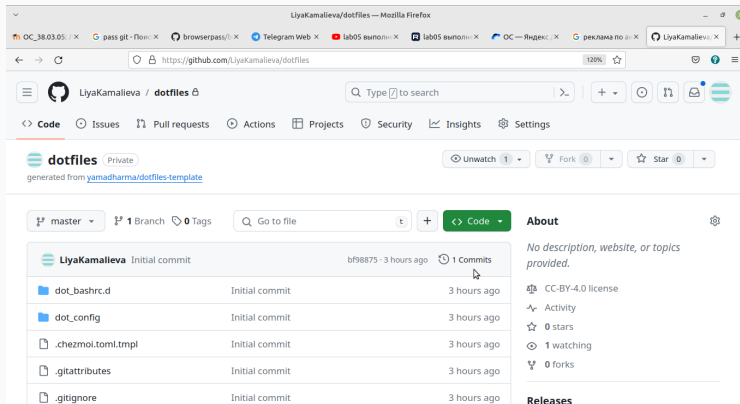 LiyaKamalieva/dotfiles — Mozilla Firefox
ОС_38.03.05: /
pass git - Поис
browserpass/b
Telegram Web
lab05 выполне
lab05 выполне
ОС — Яндекс.
реклама по ан
LiyaKamalieva/
https://github.com/LiyaKamalieva/dotfiles
120%
LiyaKamalieva / dotfiles
Type / to search
Code
Issues
Pull requests
Actions
Projects
Security
Insights
Settings
dotfiles Private
Unwatch 1
Fork 0
Star 0
generated from yamadharma/dotfiles-template
master
1 Branch
0 Tags
Go to file
t
Code
About
No description, website, or topics
provided.
LiyaKamalieva Initial commit
bf98875 · 3 hours ago
1 Commits
dot_bashrc.d Initial commit 3 hours ago
CC-BY-4.0 license
Activity
dot_config Initial commit 3 hours ago
0 stars
.chezmoi.toml.tmpl Initial commit 3 hours ago
1 watching
0 forks
.gitattributes Initial commit 3 hours ago
.gitignore Initial commit 3 hours ago
Releases